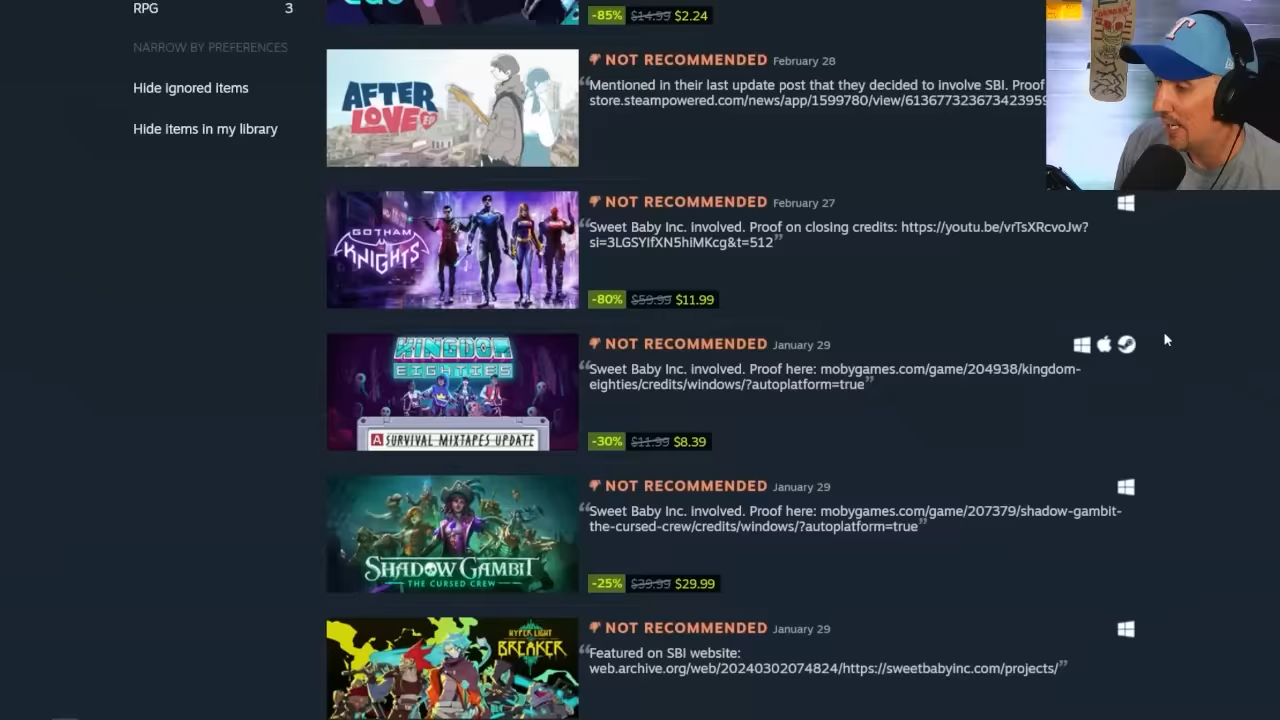 RPG 3
-85% $14.99 $2.24
NARROW BY PREFERENCES
Hide ignored items
Hide items in my library
AFTER
LOVE EP
NOT RECOMMENDED February 28
“Mentioned in their last update post that they decided to involve SBI. Proof
store.steampowered.com/news/app/1599780/view/613677323673423959
GOTHAM
KNIGHTS
NOT RECOMMENDED February 27
“Sweet Baby Inc. involved. Proof on closing credits: https://youtu.be/vrTsXRcvoJw?
si=3LGSYIfXN5hiMKcg&t=512”
-80% $59.99 $11.99
KINGDOM
EIGHTIES
A SURVIVAL MIXTAPES UPDATE
NOT RECOMMENDED January 29
“Sweet Baby Inc. involved. Proof here: mobygames.com/game/204938/kingdom-
eighties/credits/windows/?autoplatform=true”
-30% $11.99 $8.39
SHADOW GAMBIT
THE CURSED CREW
NOT RECOMMENDED January 29
“Sweet Baby Inc. involved. Proof here: mobygames.com/game/207379/shadow-gambit-
the-cursed-crew/credits/windows/?autoplatform=true”
-25% $39.99 $29.99
HYPER LIGHT
BREAKER
NOT RECOMMENDED January 29
“Featured on SBI website:
web.archive.org/web/20240302074824/https://sweetbabyinc.com/projects/”